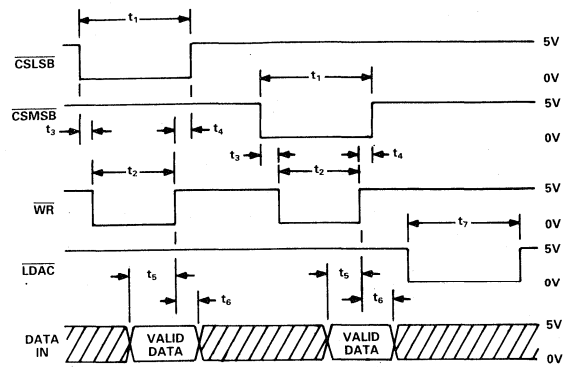 t1
5V
CSLSB
0V
t1
5V
CSMSB
0V
t3
t4
t3
t4
t2
t2
5V
WR
0V
t7
5V
LDAC
0V
t5
t5
t6
t6
5V
DATA IN
VALID DATA
VALID DATA
0V